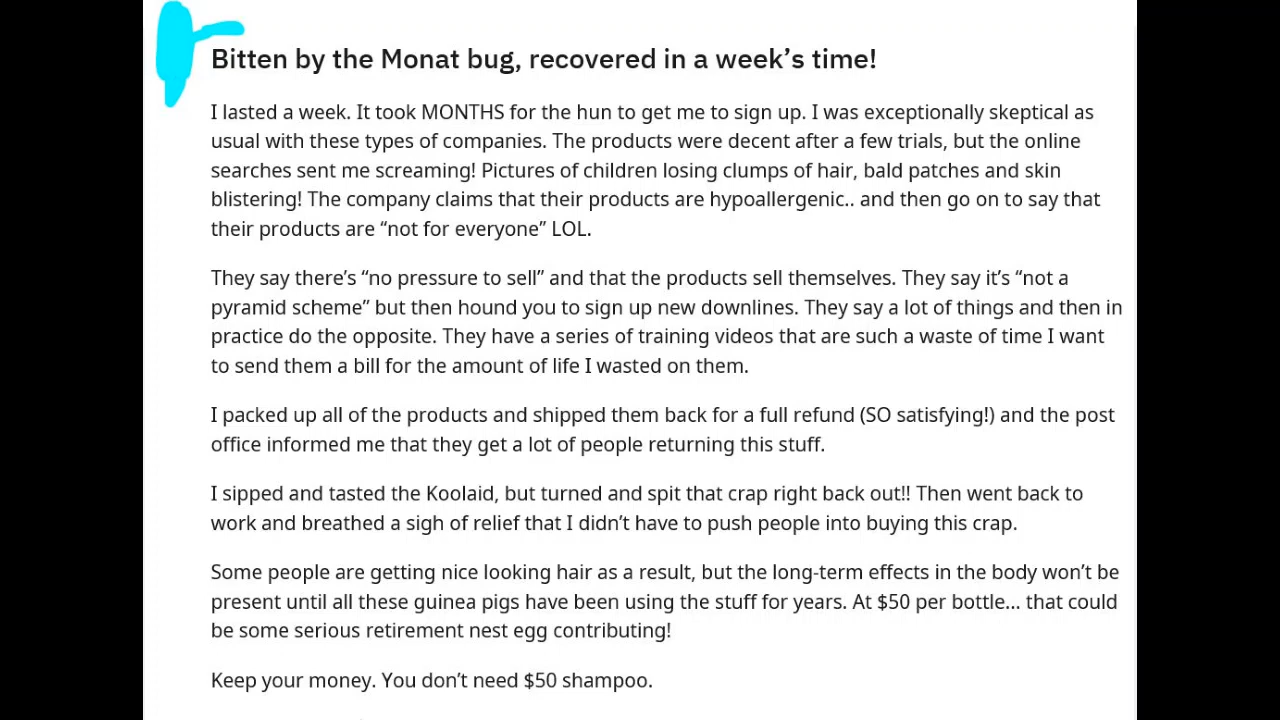 Bitten by the Monat bug, recovered in a week’s time!
I lasted a week. It took MONTHS for the hun to get me to sign up. I was exceptionally skeptical as
usual with these types of companies. The products were decent after a few trials, but the online
searches sent me screaming! Pictures of children losing clumps of hair, bald patches and skin
blistering! The company claims that their products are hypoallergenic.. and then go on to say that
their products are “not for everyone” LOL.
They say there’s “no pressure to sell” and that the products sell themselves. They say it’s “not a
pyramid scheme” but then hound you to sign up new downlines. They say a lot of things and then in
practice do the opposite. They have a series of training videos that are such a waste of time I want
to send them a bill for the amount of life I wasted on them.
I packed up all of the products and shipped them back for a full refund (SO satisfying!) and the post
office informed me that they get a lot of people returning this stuff.
I sipped and tasted the Koolaid, but turned and spit that crap right back out!! Then went back to
work and breathed a sigh of relief that I didn’t have to push people into buying this crap.
Some people are getting nice looking hair as a result, but the long-term effects in the body won’t be
present until all these guinea pigs have been using the stuff for years. At $50 per bottle... that could
be some serious retirement nest egg contributing!
Keep your money. You don’t need $50 shampoo.